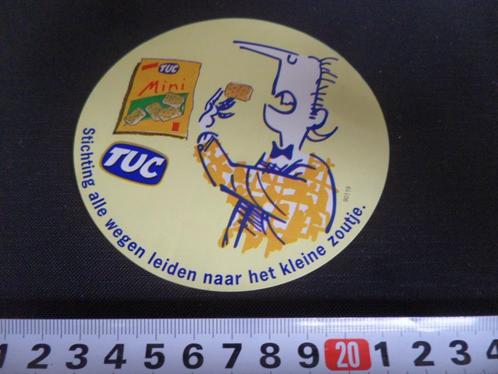 TUC
Mini
TUC
Stichting alle wegen leiden naar het kleine zoutje.
90119
1 2 3 4 5 6 7 8 9 20 1 2 3 4